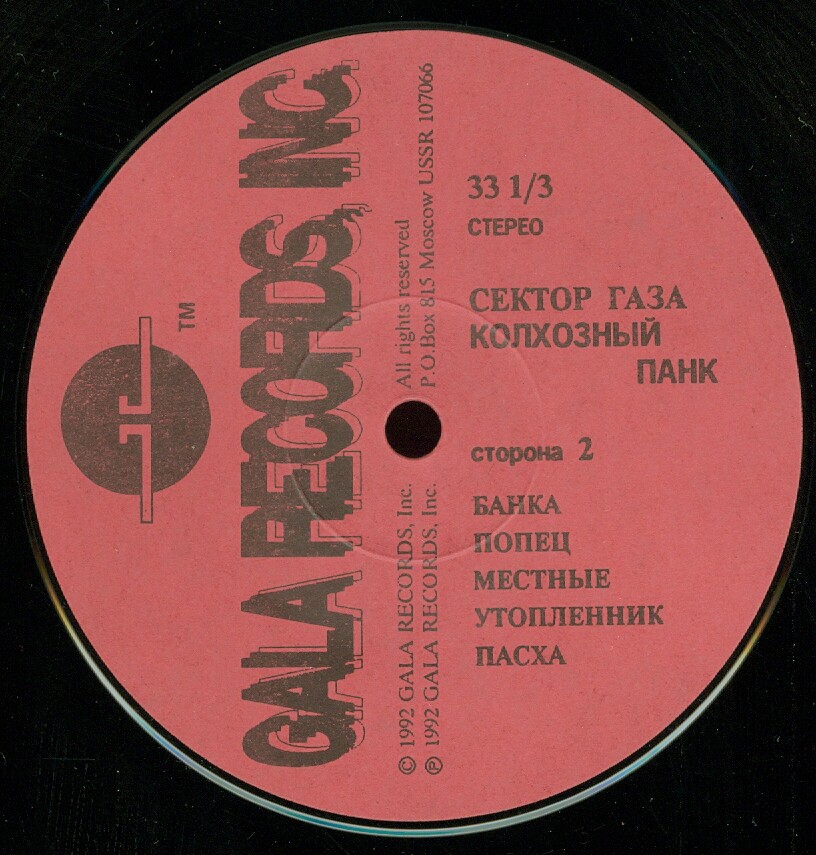 TM
GALA RECORDS, INC.
© 1992 GALA RECORDS, Inc. All rights reserved
℗ 1992 GALA RECORDS, Inc. P.O.Box 815 Moscow USSR 107066
33 1/3
СТЕРЕО
СЕКТОР ГАЗА
КОЛХОЗНЫЙ
ПАНК
сторона 2
БАНКА
ПОПЕЦ
МЕСТНЫЕ
УТОПЛЕННИК
ПАСХА